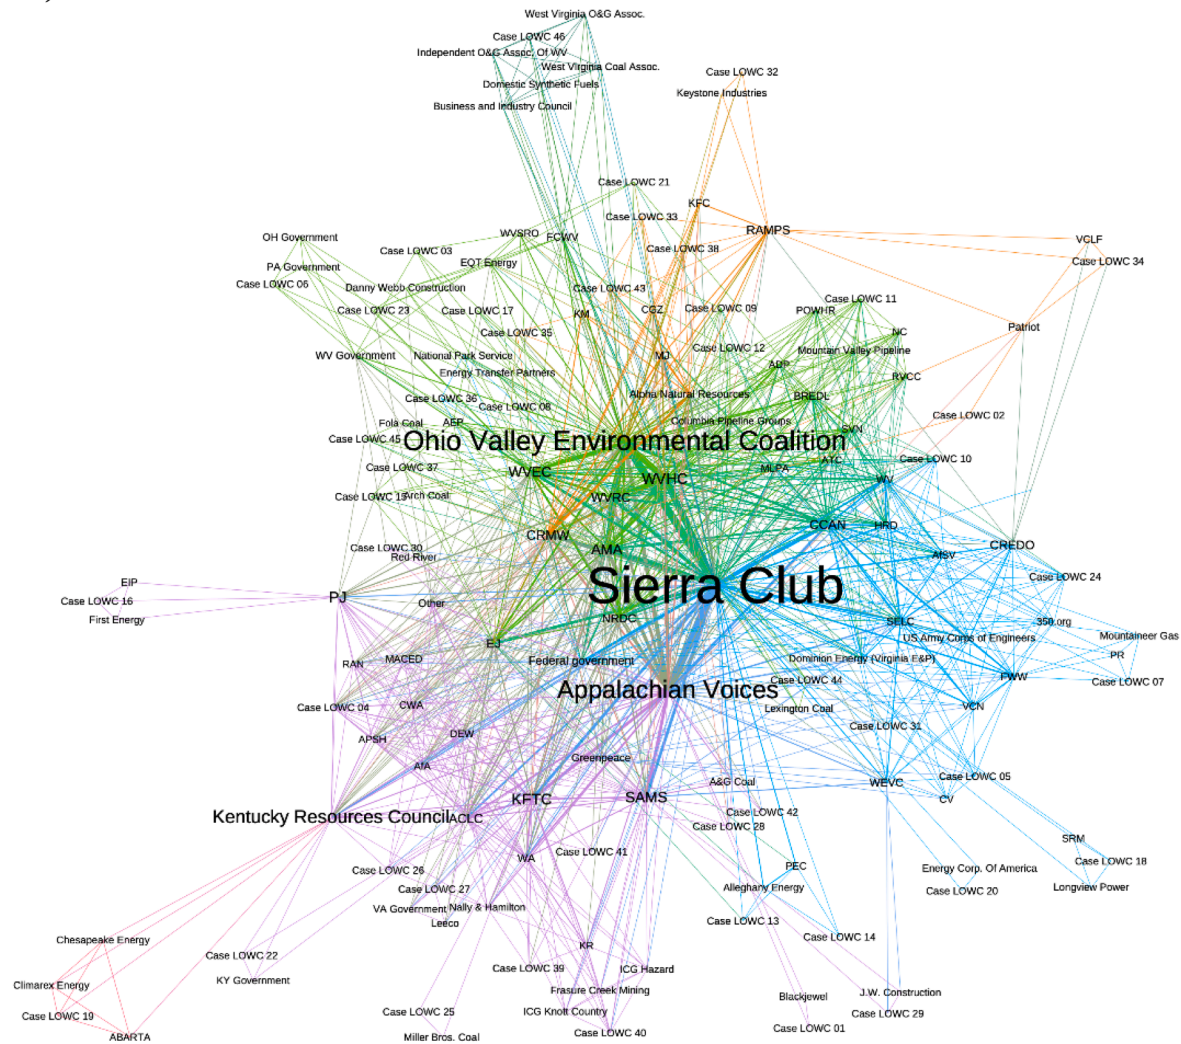 West Virginia O&G Assoc.
Case LOWC 46
Independent O&G Assoc. Of WV
West Virginia Coal Assoc.
Domestic Synthetic Fuels
Business and Industry Council
Case LOWC 32
Keystone Industries
Case LOWC 21
KFC
Case LOWC 33
RAMPS
WVSRO
FCWV
OH Government
VCLF
Case LOWC 03
Case LOWC 38
EQT Energy
Case LOWC 34
PA Government
Case LOWC 06
Danny Webb Construction
Case LOWC 43
Case LOWC 11
Case LOWC 23
Case LOWC 17
KM
CGZ
Case LOWC 09
POWHR
Patriot
Case LOWC 35
NC
WV Government
National Park Service
MJ
Case LOWC 12
Mountain Valley Pipeline
ADP
Energy Transfer Partners
RVCC
Case LOWC 36
Case LOWC 08
Alpha Natural Resources
BREDL
Case LOWC 02
Fola Coal
AEP
Columbia Pipeline Groups
SVN
Case LOWC 45
Ohio Valley Environmental Coalition
ATC
Case LOWC 10
Case LOWC 37
WVEC
WVHC
MLPA
WV
Case LOWC 15
Arch Coal
WVRC
CCAN
HRD
CRMW
Case LOWC 30
Red River
AMA
AfSV
CREDO
EIP
Sierra Club
Case LOWC 24
Case LOWC 16
PJ
Other
First Energy
NRDC
SELC
350.org
EJ
US Army Corps of Engineers
Mountaineer Gas
RAN
MACED
Federal government
Dominion Energy (Virginia E&P)
PR
FWW
Case LOWC 44
Case LOWC 07
Appalachian Voices
Case LOWC 04
CWA
Lexington Coal
VCN
Case LOWC 31
APSH
DEW
Greenpeace
AfA
A&G Coal
WEVC
Case LOWC 05
KFTC
SAMS
CV
Kentucky Resources Council
ACLC
Case LOWC 42
Case LOWC 28
SRM
WA
Case LOWC 41
Case LOWC 18
Case LOWC 26
PEC
Energy Corp. Of America
Case LOWC 27
Alleghany Energy
Case LOWC 20
Longview Power
VA Government
Nally & Hamilton
Leeco
Case LOWC 13
Case LOWC 14
Chesapeake Energy
KR
Case LOWC 22
Case LOWC 39
ICG Hazard
KY Government
Climarex Energy
Frasure Creek Mining
Blackjewel
J.W. Construction
Case LOWC 19
Case LOWC 25
ICG Knott County
Case LOWC 29
ABARTA
Miller Bros. Coal
Case LOWC 40
Case LOWC 01